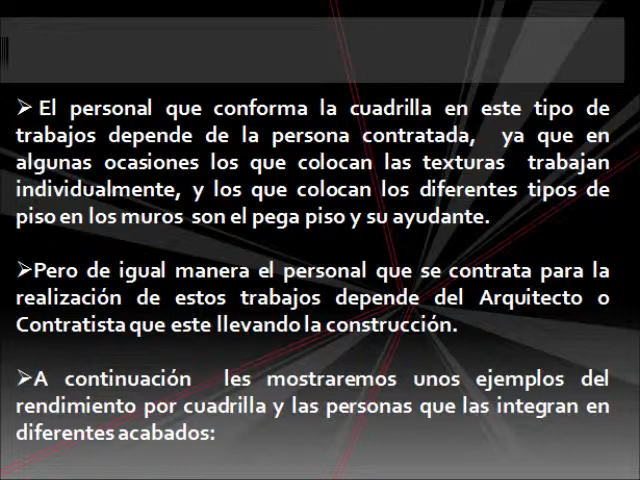 ➢ El personal que conforma la cuadrilla en este tipo de
trabajos depende de la persona contratada, ya que en
algunas ocasiones los que colocan las texturas trabajan
individualmente, y los que colocan los diferentes tipos de
piso en los muros son el pega piso y su ayudante.
➢Pero de igual manera el personal que se contrata para la
realización de estos trabajos depende del Arquitecto o
Contratista que este llevando la construcción.
➢A continuación les mostraremos unos ejemplos del
rendimiento por cuadrilla y las personas que las integran en
diferentes acabados: